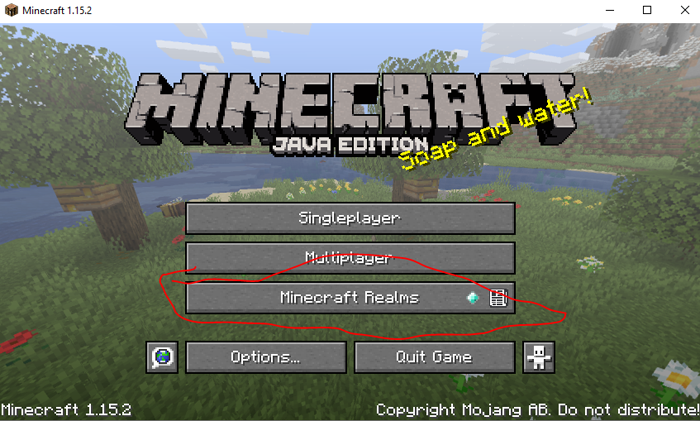 Minecraft 1.15.2
MINECRAFT
JAVA EDITION
Soap and water!
Singleplayer
Multiplayer
Minecraft Realms
Options...
Quit Game
Minecraft 1.15.2
Copyright Mojang AB. Do not distribute!